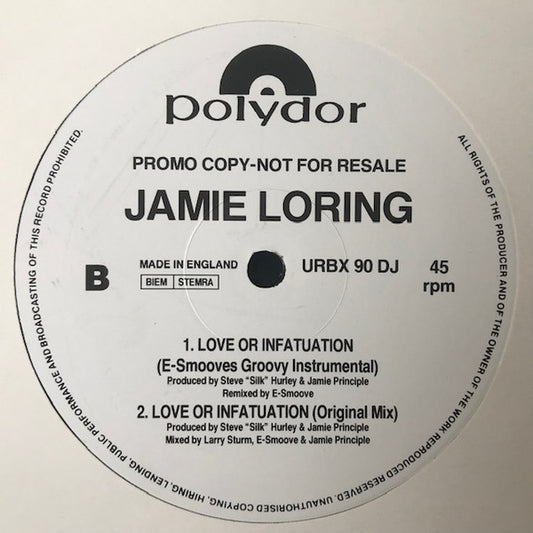 polydor
PROMO COPY-NOT FOR RESALE
JAMIE LORING
B
MADE IN ENGLAND
BIEM STEMRA
URBX 90 DJ
45
rpm
1. LOVE OR INFATUATION
(E-Smooves Groovy Instrumental)
Produced by Steve "Silk" Hurley & Jamie Principle
Remixed by E-Smoove
2. LOVE OR INFATUATION (Original Mix)
Produced by Steve "Silk" Hurley & Jamie Principle
Mixed by Larry Sturm, E-Smoove & Jamie Principle
ALL RIGHTS OF THE PRODUCER AND OF THE OWNER OF THE WORK REPRODUCED RESERVED. UNAUTHORISED COPYING, HIRING, LENDING, PUBLIC PERFORMANCE AND BROADCASTING OF THIS RECORD PROHIBITED.